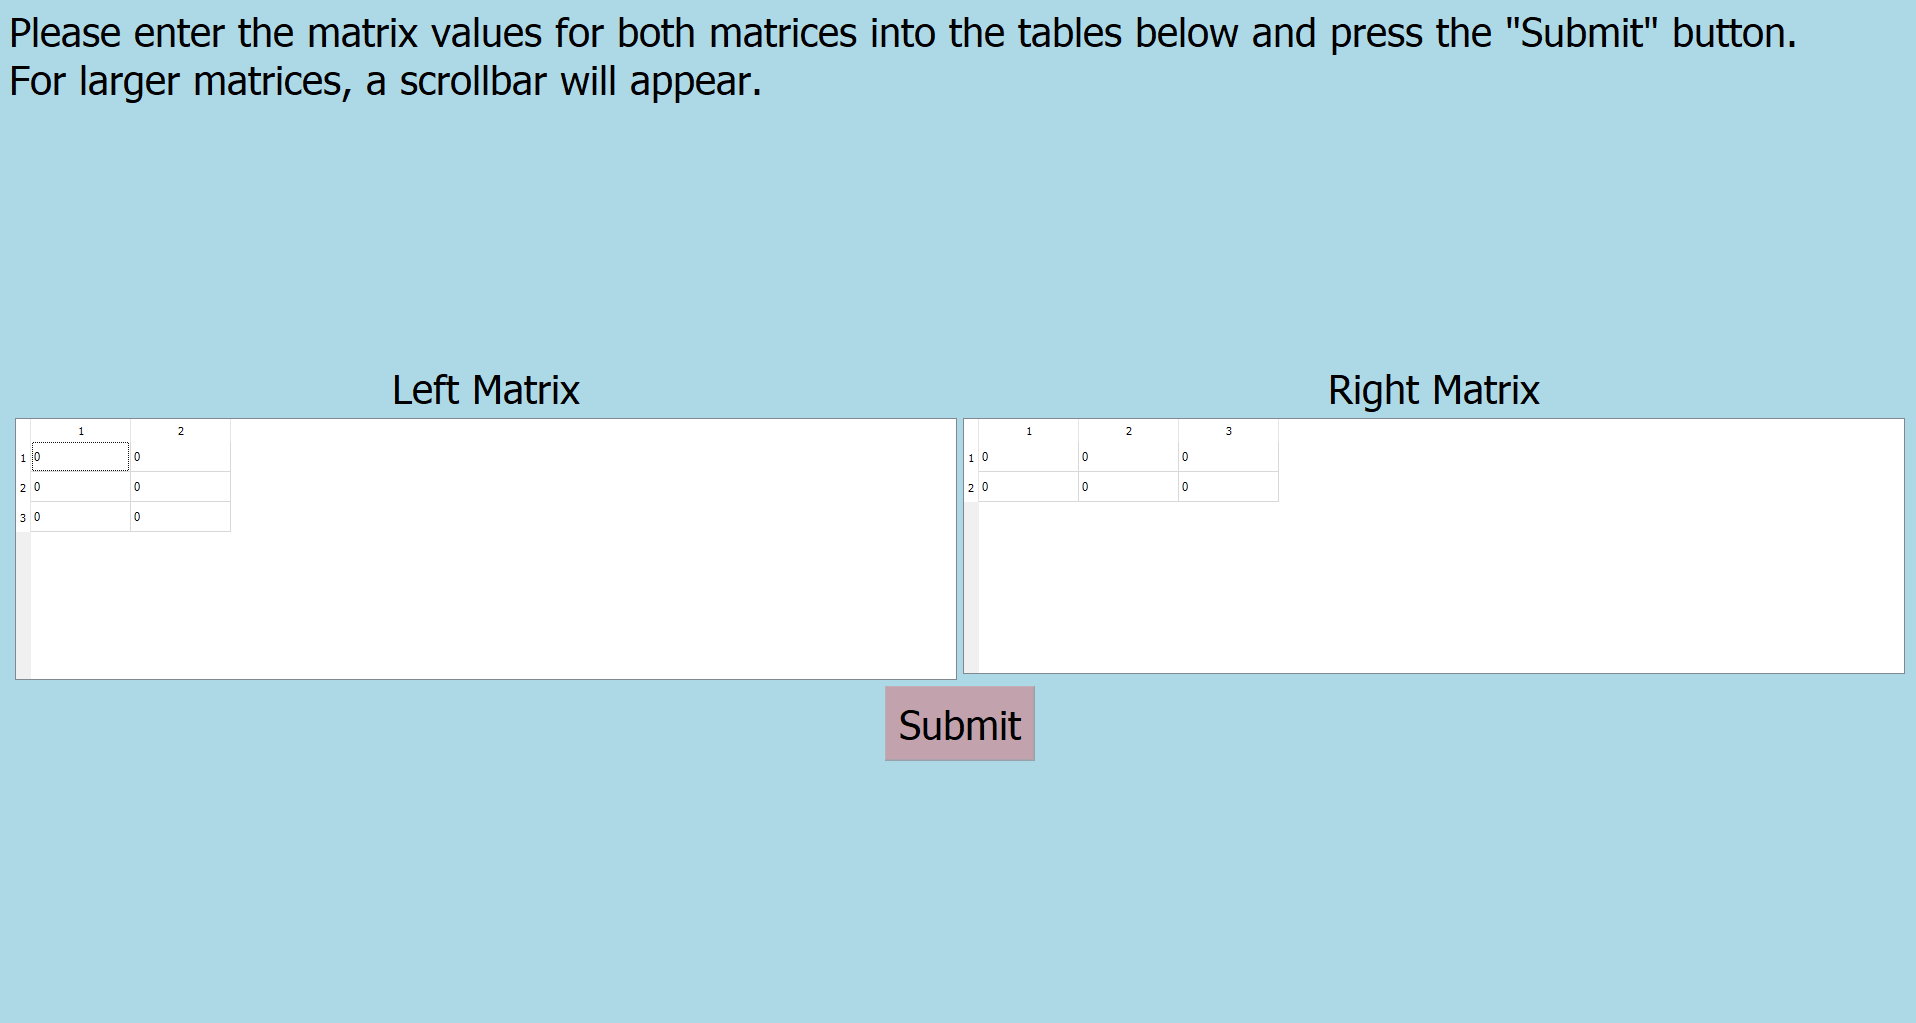 Please enter the matrix values for both matrices into the tables below and press the "Submit" button.
For larger matrices, a scrollbar will appear.
Left Matrix
1 2
1 0 0
2 0 0
3 0 0
Right Matrix
1 2 3
1 0 0 0
2 0 0 0
Submit